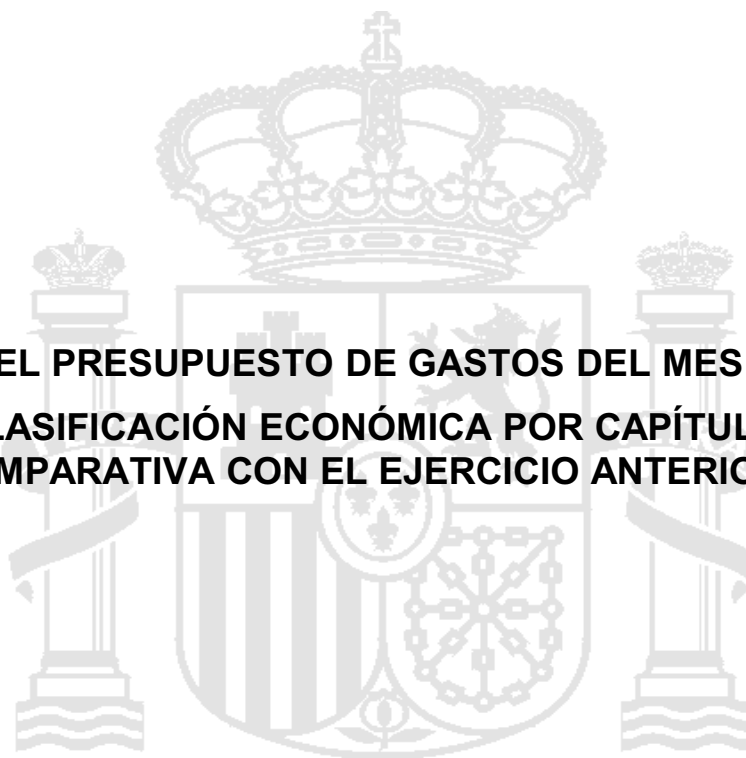 EL PRESUPUESTO DE GASTOS DEL MES
LASIFICACIÓN ECONÓMICA POR CAPÍTUL
MPARATIVA CON EL EJERCICIO ANTERIO